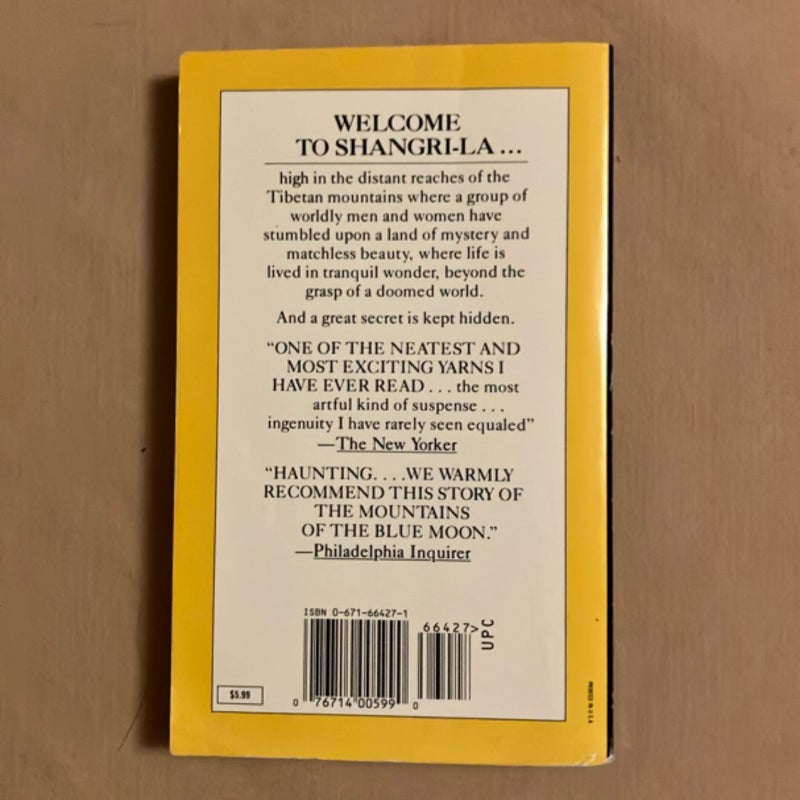 WELCOME
TO SHANGRI-LA ...
high in the distant reaches of the
Tibetan mountains where a group of
worldly men and women have
stumbled upon a land of mystery and
matchless beauty, where life is
lived in tranquil wonder, beyond the
grasp of a doomed world.
And a great secret is kept hidden.
“ONE OF THE NEATEST AND
MOST EXCITING YARNS I
HAVE EVER READ . . . the most
artful kind of suspense . . .
ingenuity I have rarely seen equaled”
—The New Yorker
“HAUNTING. . . .WE WARMLY
RECOMMEND THIS STORY OF
THE MOUNTAINS
OF THE BLUE MOON.”
—Philadelphia Inquirer
ISBN 0-671-66427-1
66427>
UPC
$5.99
0 76714 00599 0
PRINTED IN U.S.A.